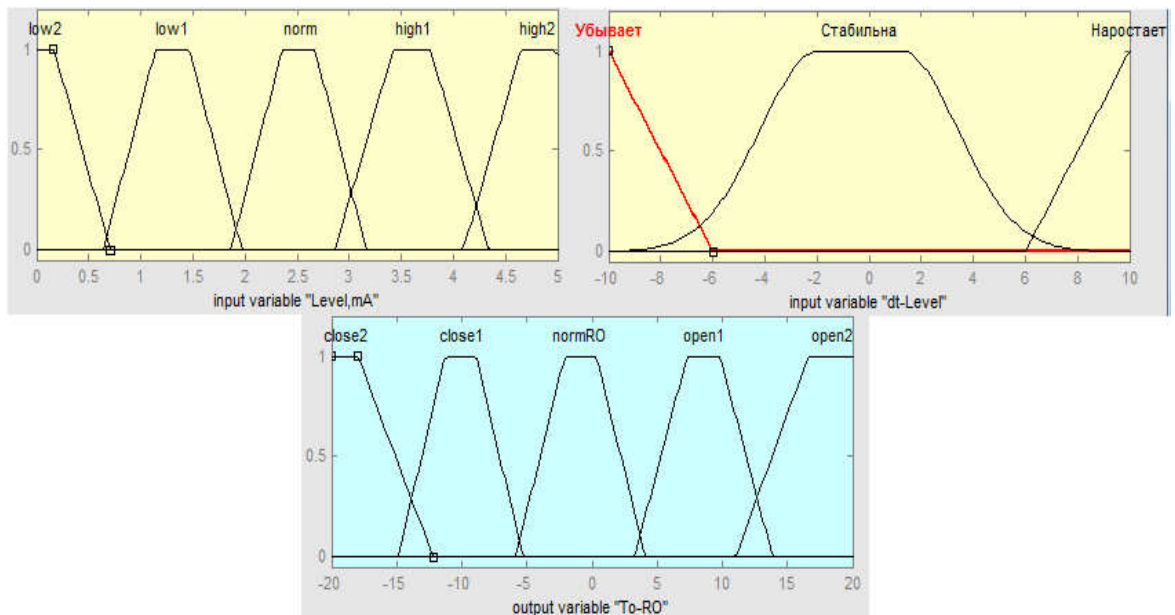 low2 low1 norm high1 high2
1
0.5
0
0 0.5 1 1.5 2 2.5 3 3.5 4 4.5 5
input variable "Level,mA"
Убывает Стабильна Наростает
1
0.5
0
-10 -8 -6 -4 -2 0 2 4 6 8 10
input variable "dt-Level"
close2 close1 normRO open1 open2
1
0.5
0
-20 -15 -10 -5 0 5 10 15 20
output variable "To-RO"